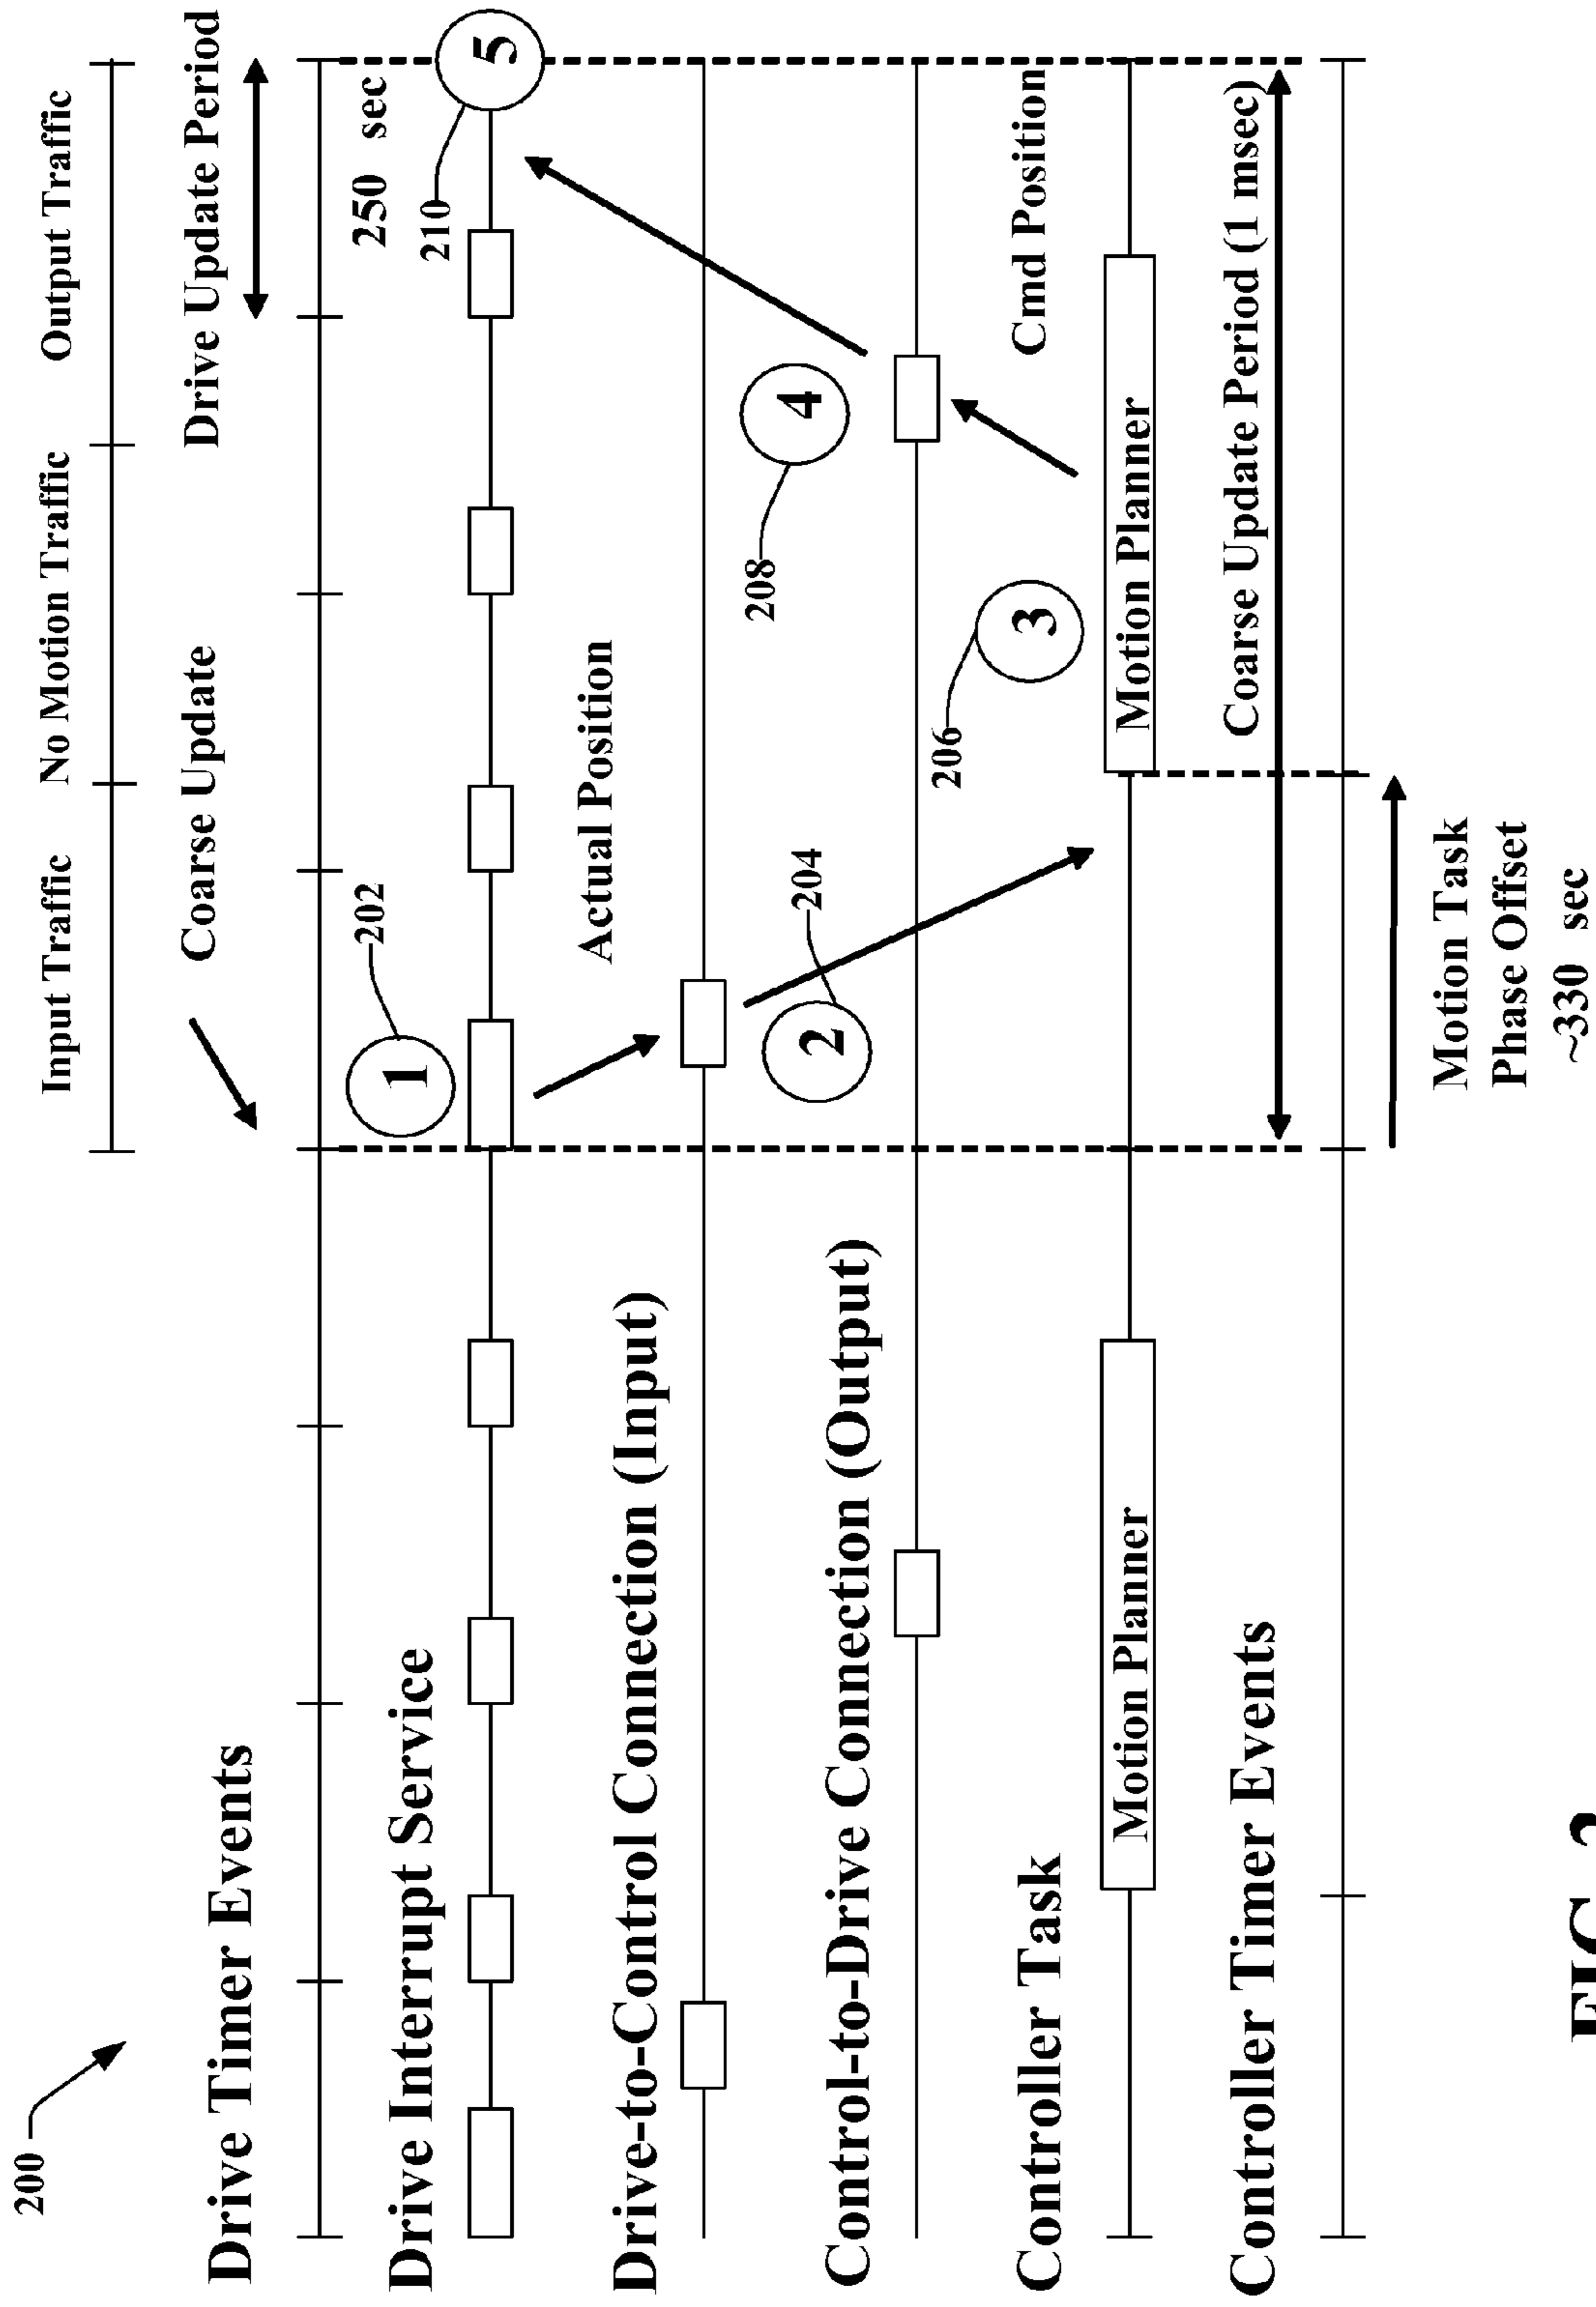 200
Input Traffic
No Motion Traffic
Output Traffic
Drive Timer Events
Coarse Update
Drive Update Period
Drive Interrupt Service
1
202
250 sec
210
5
Drive-to-Control Connection (Input)
Actual Position
2
204
4
208
Control-to-Drive Connection (Output)
206
3
Cmd Position
Controller Task
Motion Planner
Motion Planner
Controller Timer Events
Coarse Update Period (1 msec)
Motion Task
Phase Offset
~330 sec